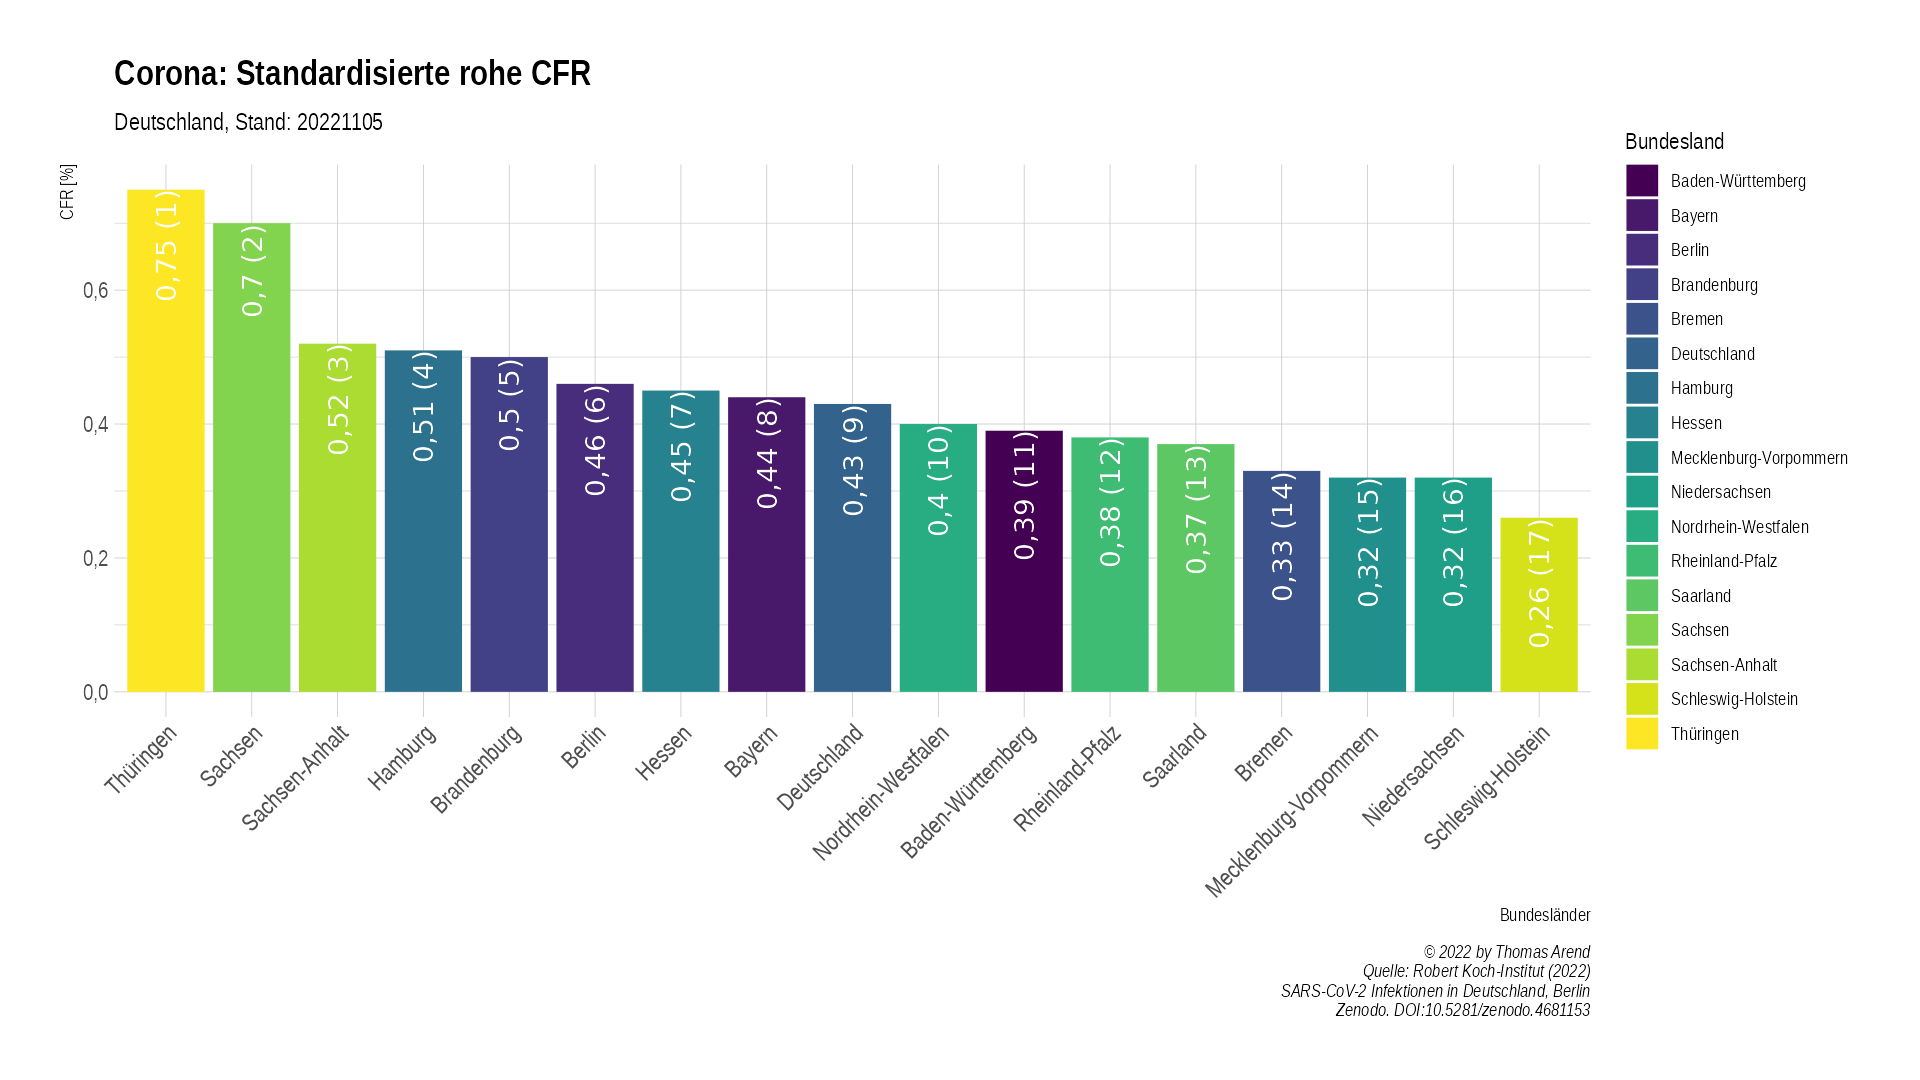 Corona: Standardisierte rohe CFR
Deutschland, Stand: 20221105
CFR [%]
0,6
0,4
0,2
0,0
0,75 (1)
0,7 (2)
0,52 (3)
0,51 (4)
0,5 (5)
0,46 (6)
0,45 (7)
0,44 (8)
0,43 (9)
0,4 (10)
0,39 (11)
0,38 (12)
0,37 (13)
0,33 (14)
0,32 (15)
0,32 (16)
0,26 (17)
Thüringen
Sachsen
Sachsen-Anhalt
Hamburg
Brandenburg
Berlin
Hessen
Bayern
Deutschland
Nordrhein-Westfalen
Baden-Württemberg
Rheinland-Pfalz
Saarland
Bremen
Mecklenburg-Vorpommern
Niedersachsen
Schleswig-Holstein
Bundesländer
Bundesland
Baden-Württemberg
Bayern
Berlin
Brandenburg
Bremen
Deutschland
Hamburg
Hessen
Mecklenburg-Vorpommern
Niedersachsen
Nordrhein-Westfalen
Rheinland-Pfalz
Saarland
Sachsen
Sachsen-Anhalt
Schleswig-Holstein
Thüringen
© 2022 by Thomas Arend
Quelle: Robert Koch-Institut (2022)
SARS-CoV-2 Infektionen in Deutschland, Berlin
Zenodo. DOI:10.5281/zenodo.4681153